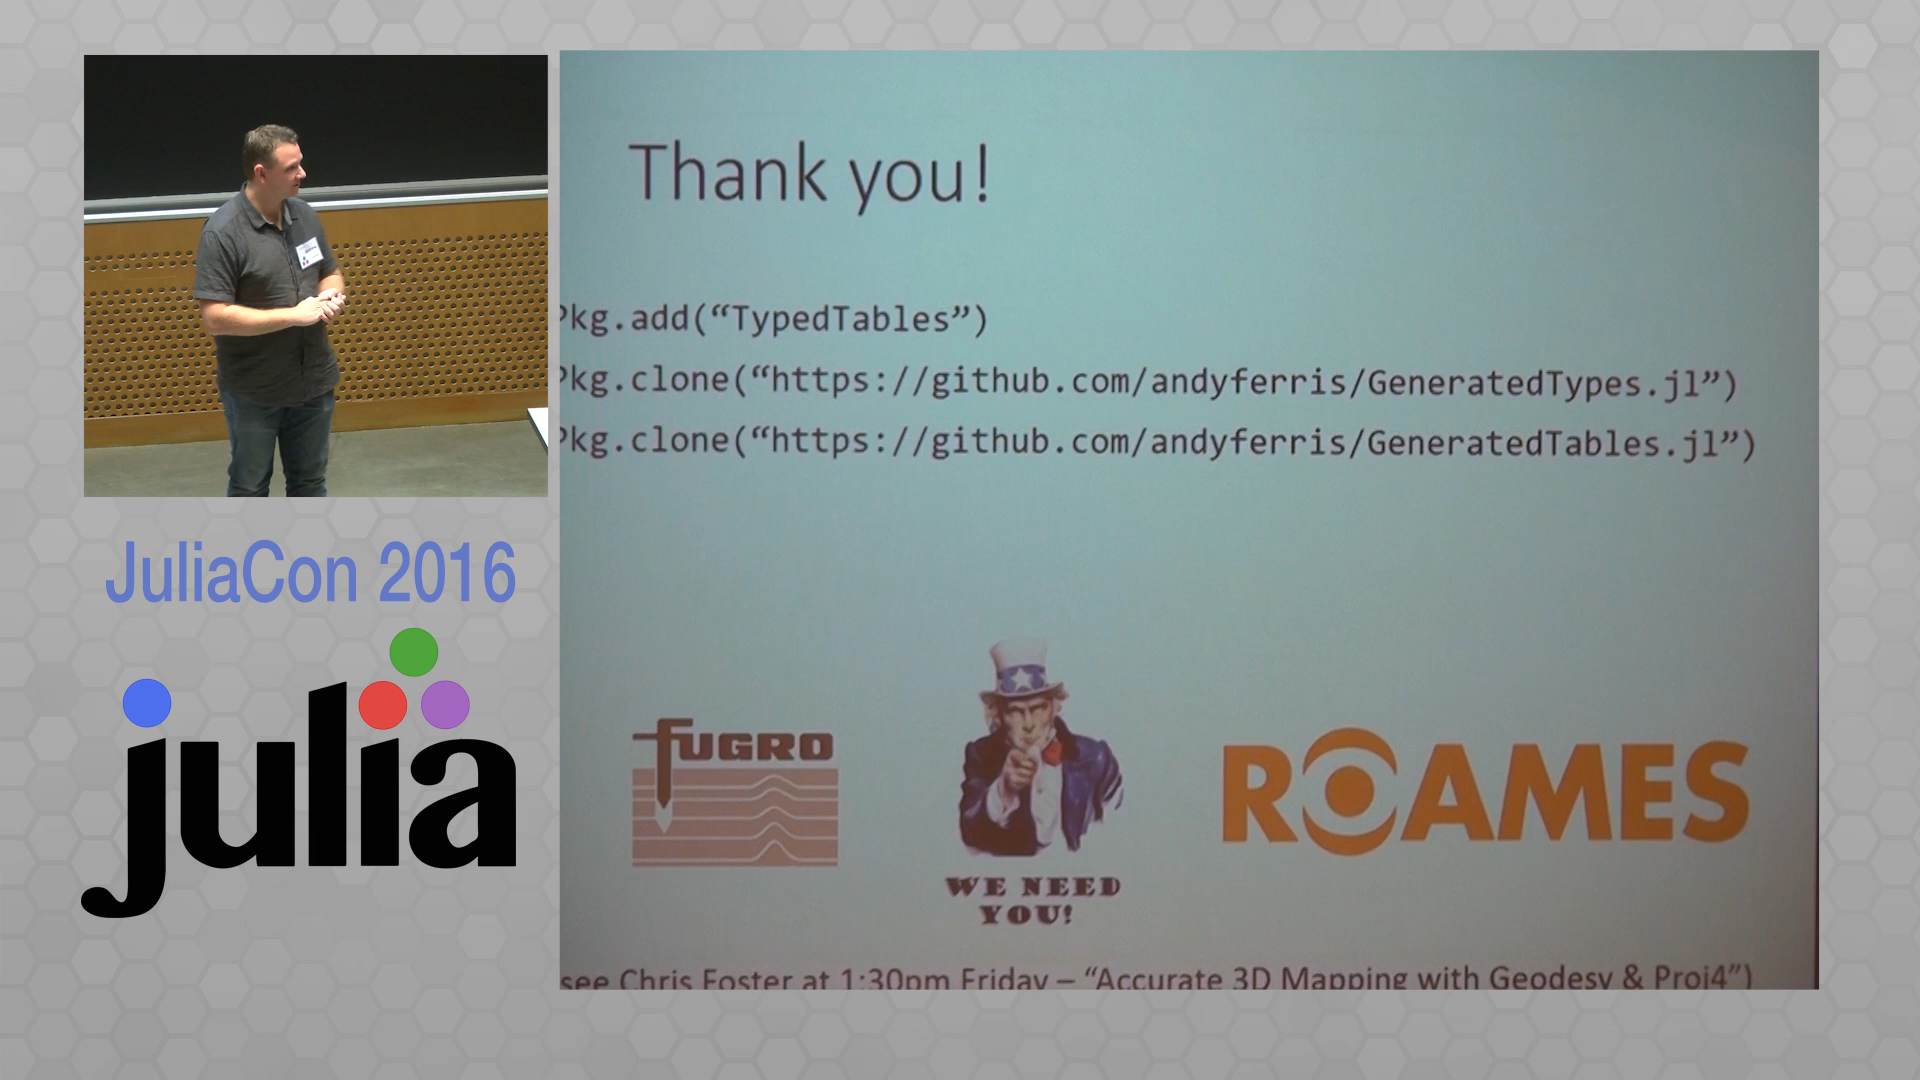 Thank you!
Pkg.add(“TypedTables”)
Pkg.clone(“https://github.com/andyferris/GeneratedTypes.jl”)
Pkg.clone(“https://github.com/andyferris/GeneratedTables.jl”)
JuliaCon 2016
julia
FUGRO
WE NEED
YOU!
ROAMES
see Chris Foster at 1:30pm Friday – “Accurate 3D Mapping with Geodesy & Proj4”)